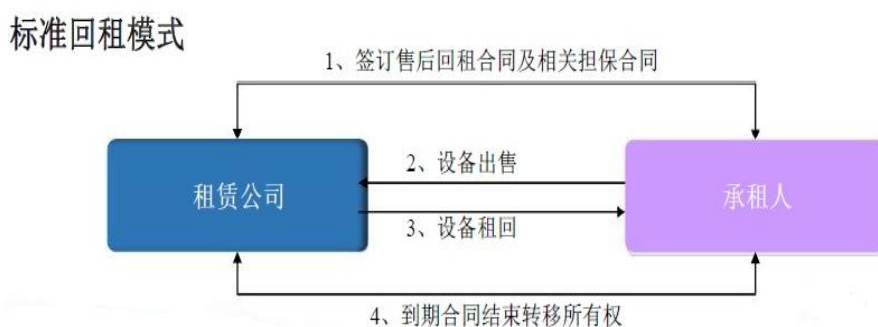 标准回租模式
1、签订售后回租合同及相关担保合同
租赁公司
2、设备出售
3、设备租回
承租人
4、到期合同结束转移所有权